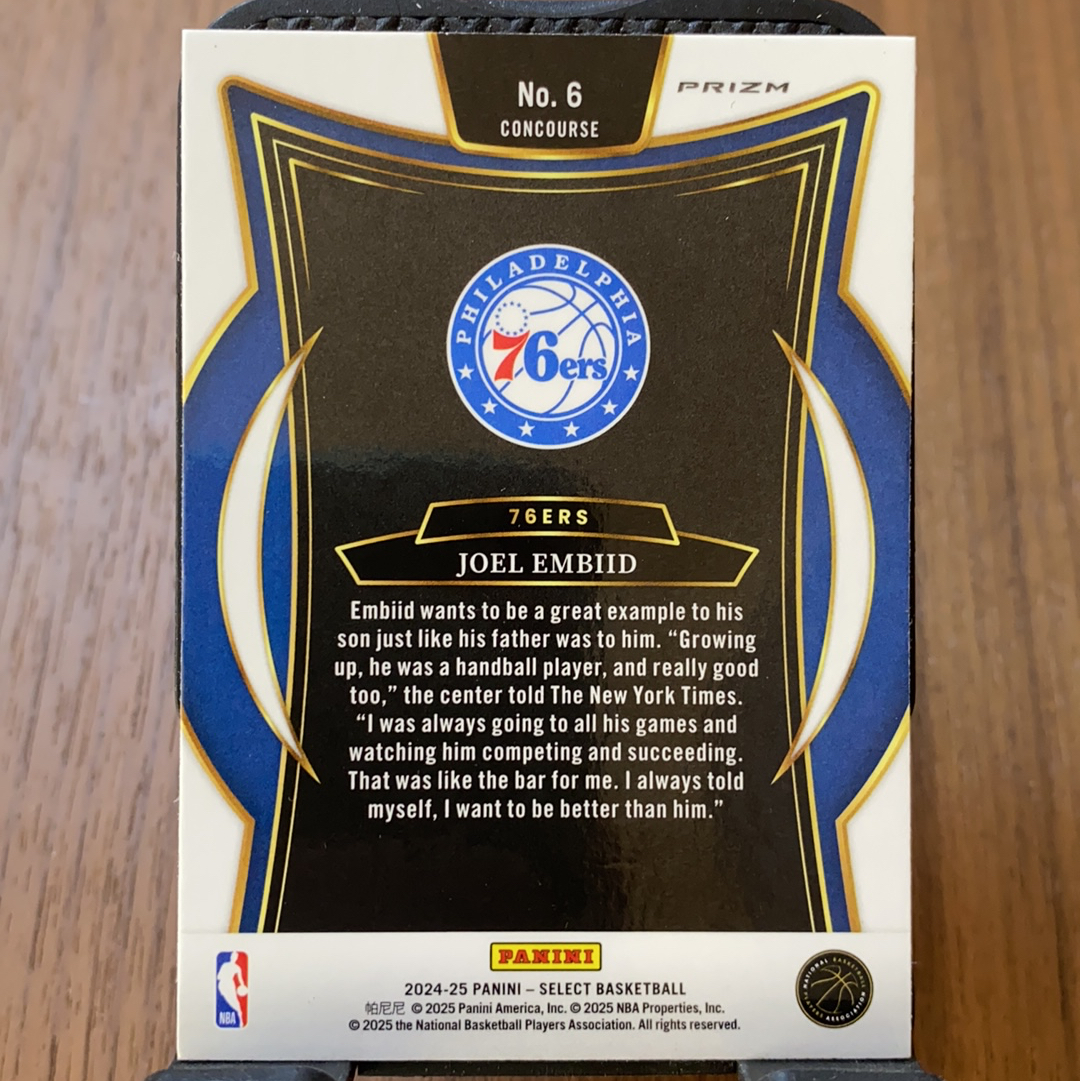 No. 6
CONCOURSE
PRIZM
PHILADELPHIA
76ers
76ERS
JOEL EMBIID
Embiid wants to be a great example to his
son just like his father was to him. “Growing
up, he was a handball player, and really good
too,” the center told The New York Times.
“I was always going to all his games and
watching him competing and succeeding.
That was like the bar for me. I always told
myself, I want to be better than him.”
PANINI
NBA
NATIONAL BASKETBALL
PLAYERS ASSOCIATION
2024-25 PANINI – SELECT BASKETBALL
帕尼尼 © 2025 Panini America, Inc. © 2025 NBA Properties, Inc.
© 2025 the National Basketball Players Association. All rights reserved.